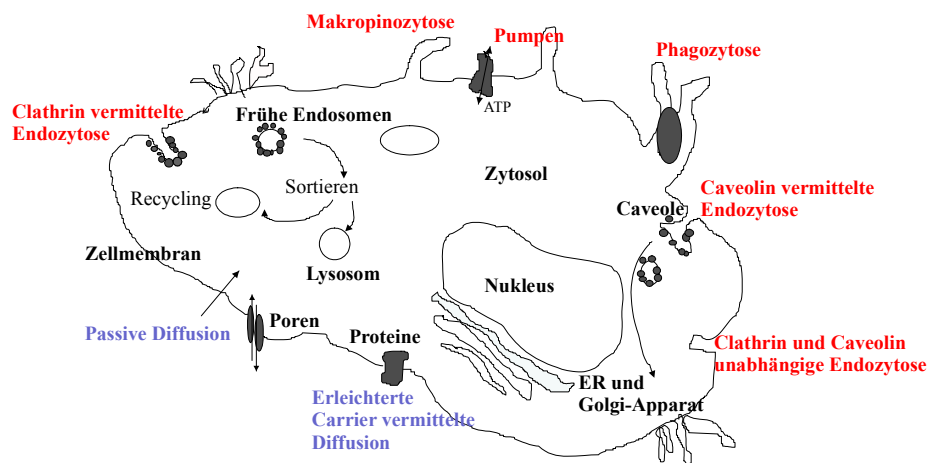 Makropinozytose
Pumpen
Phagozytose
ATP
Clathrin vermittelte
Endozytose
Frühe Endosomen
Zytosol
Recycling
Sortieren
Caveole
Caveolin vermittelte
Endozytose
Zellmembran
Lysosom
Nukleus
Passive Diffusion
Poren
Proteine
Clathrin und Caveolin
unabhängige Endozytose
ER und
Golgi-Apparat
Erleichterte
Carrier vermittelte
Diffusion